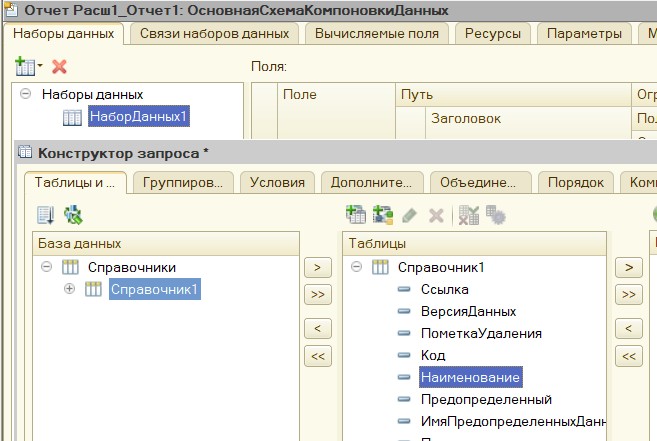 Отчет Расш1_Отчет1: ОсновнаяСхемаКомпоновкиДанных
Наборы данных Связи наборов данных Вычисляемые поля Ресурсы Параметры
Поля:
Наборы данных
НаборДанных1
Поле Путь Огр
Заголовок По
Конструктор запроса *
Таблицы и ... Группиров... Условия Дополните... Объедине... Порядок Ком
База данных Таблицы
Справочники
Справочник1
> >> < <<
Справочник1
Ссылка
ВерсияДанных
ПометкаУдаления
Код
Наименование
Предопределенный
ИмяПредопределенныхДанн
> >> < <<